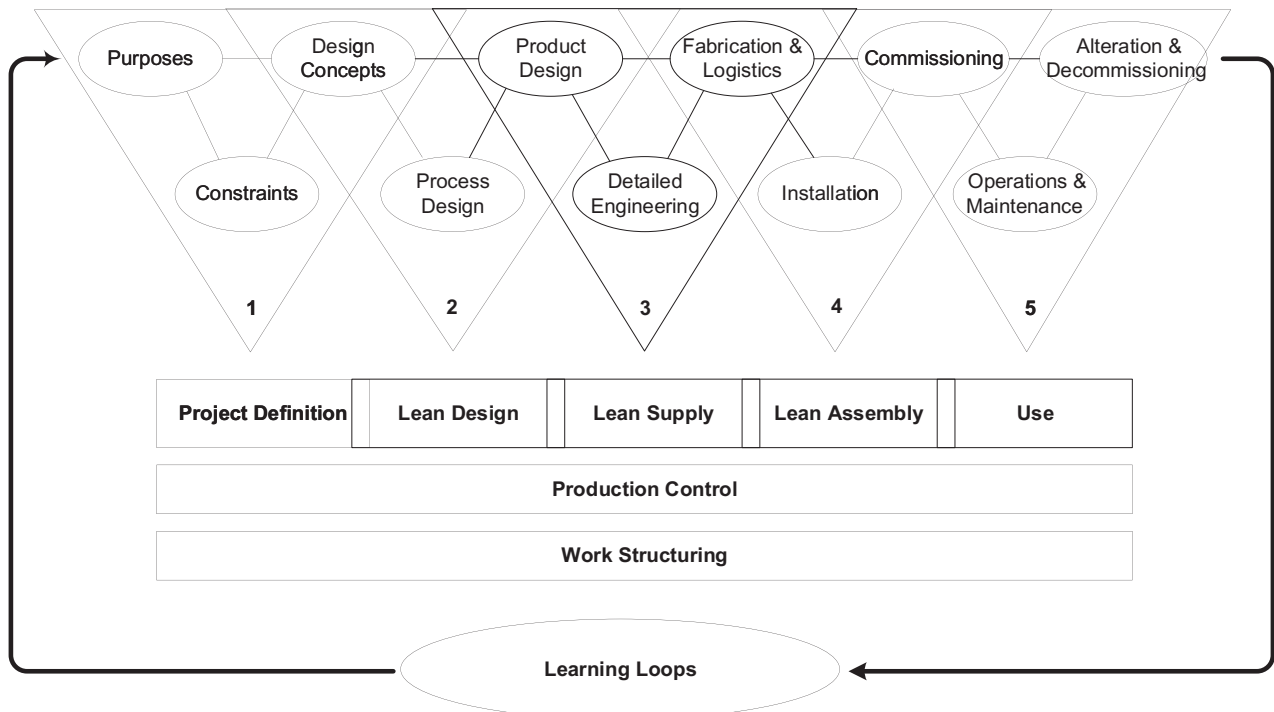 Purposes
Design
Concepts
Product
Design
Fabrication &
Logistics
Commissioning
Alteration &
Decommissioning
Constraints
Process
Design
Detailed
Engineering
Installation
Operations &
Maintenance
1
2
3
4
5
Project Definition
Lean Design
Lean Supply
Lean Assembly
Use
Production Control
Work Structuring
Learning Loops